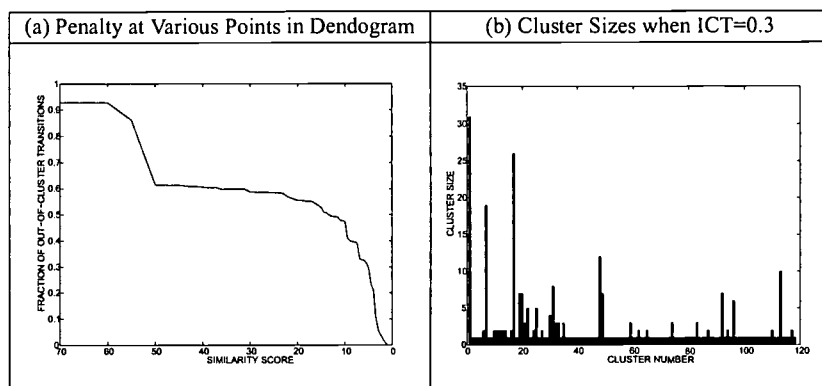 (a) Penalty at Various Points in Dendogram
(b) Cluster Sizes when ICT=0.3
FRACTION OF OUT-OF-CLUSTER TRANSITIONS
1
0.9
0.8
0.7
0.6
0.5
0.4
0.3
0.2
0.1
0
70 60 50 40 30 20 10 0
SIMILARITY SCORE
CLUSTER SIZE
35
30
25
20
15
10
5
0
0 20 40 60 80 100 120
CLUSTER NUMBER